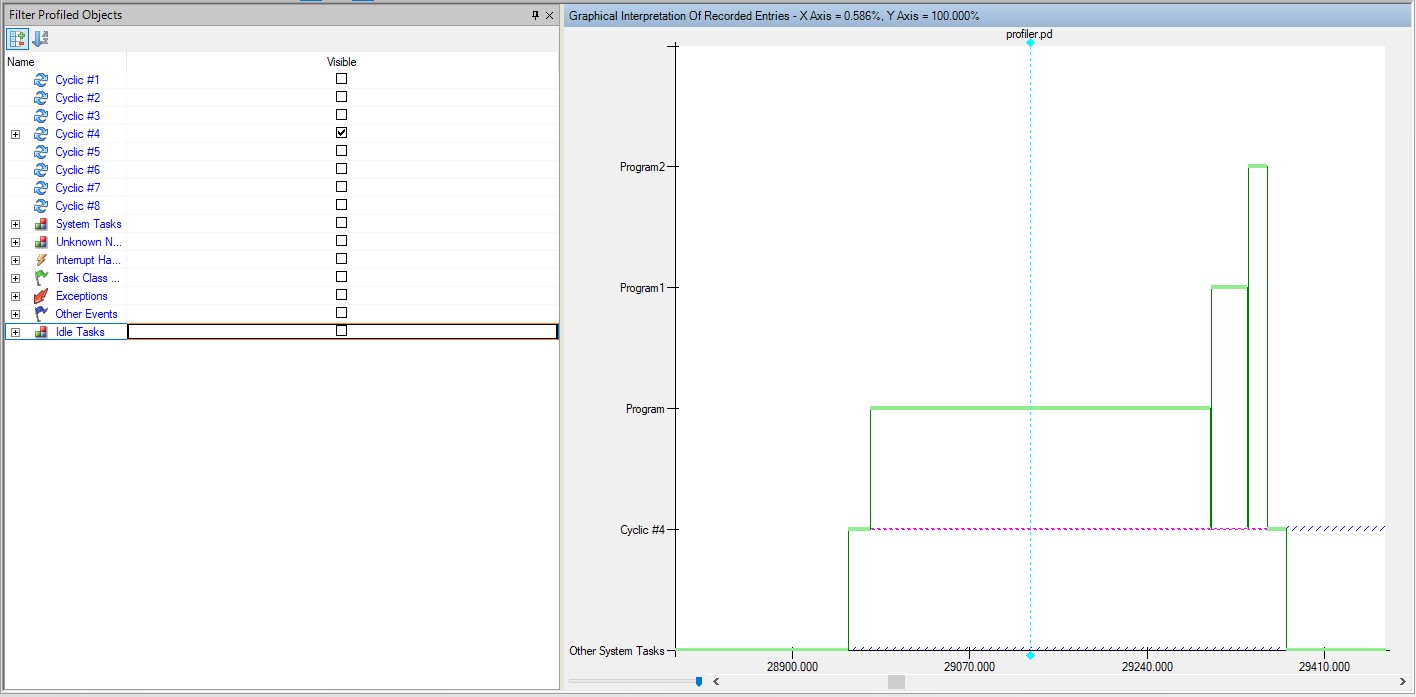 Filter Profiled Objects
Name Visible
Cyclic #1
Cyclic #2
Cyclic #3
Cyclic #4
Cyclic #5
Cyclic #6
Cyclic #7
Cyclic #8
System Tasks
Unknown N...
Interrupt Ha...
Task Class ...
Exceptions
Other Events
Idle Tasks
Graphical Interpretation Of Recorded Entries - X Axis = 0.586%, Y Axis = 100.000%
profiler.pd
Program2
Program1
Program
Cyclic #4
Other System Tasks
28900.000 29070.000 29240.000 29410.000